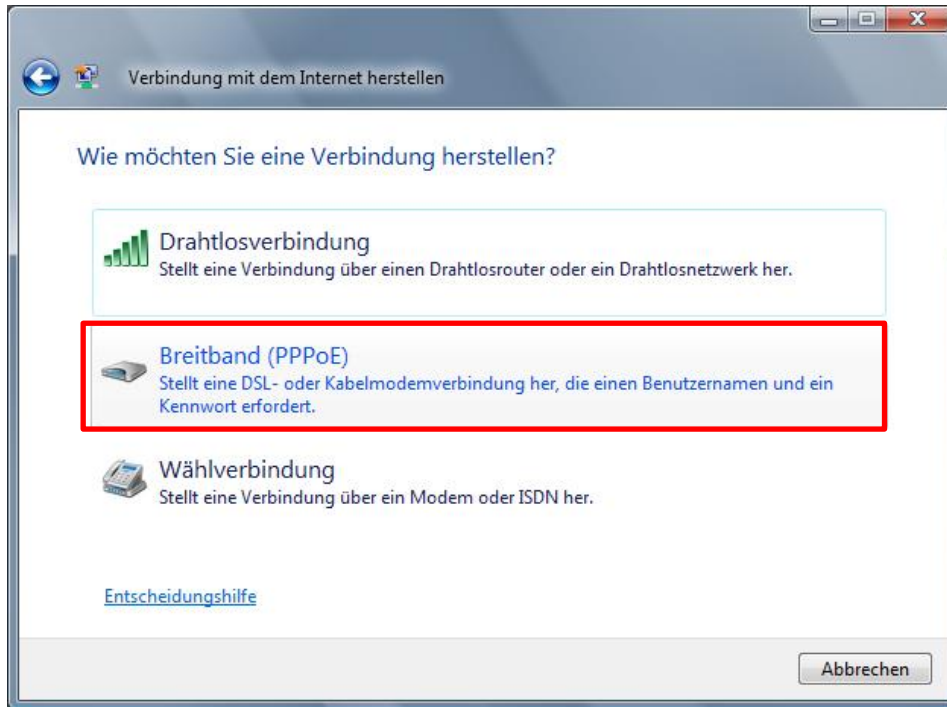 Verbindung mit dem Internet herstellen
Wie möchten Sie eine Verbindung herstellen?
Drahtlosverbindung
Stellt eine Verbindung über einen Drahtlosrouter oder ein Drahtlosnetzwerk her.
Breitband (PPPoE)
Stellt eine DSL- oder Kabelmodemverbindung her, die einen Benutzernamen und ein
Kennwort erfordert.
Wählverbindung
Stellt eine Verbindung über ein Modem oder ISDN her.
Entscheidungshilfe
Abbrechen